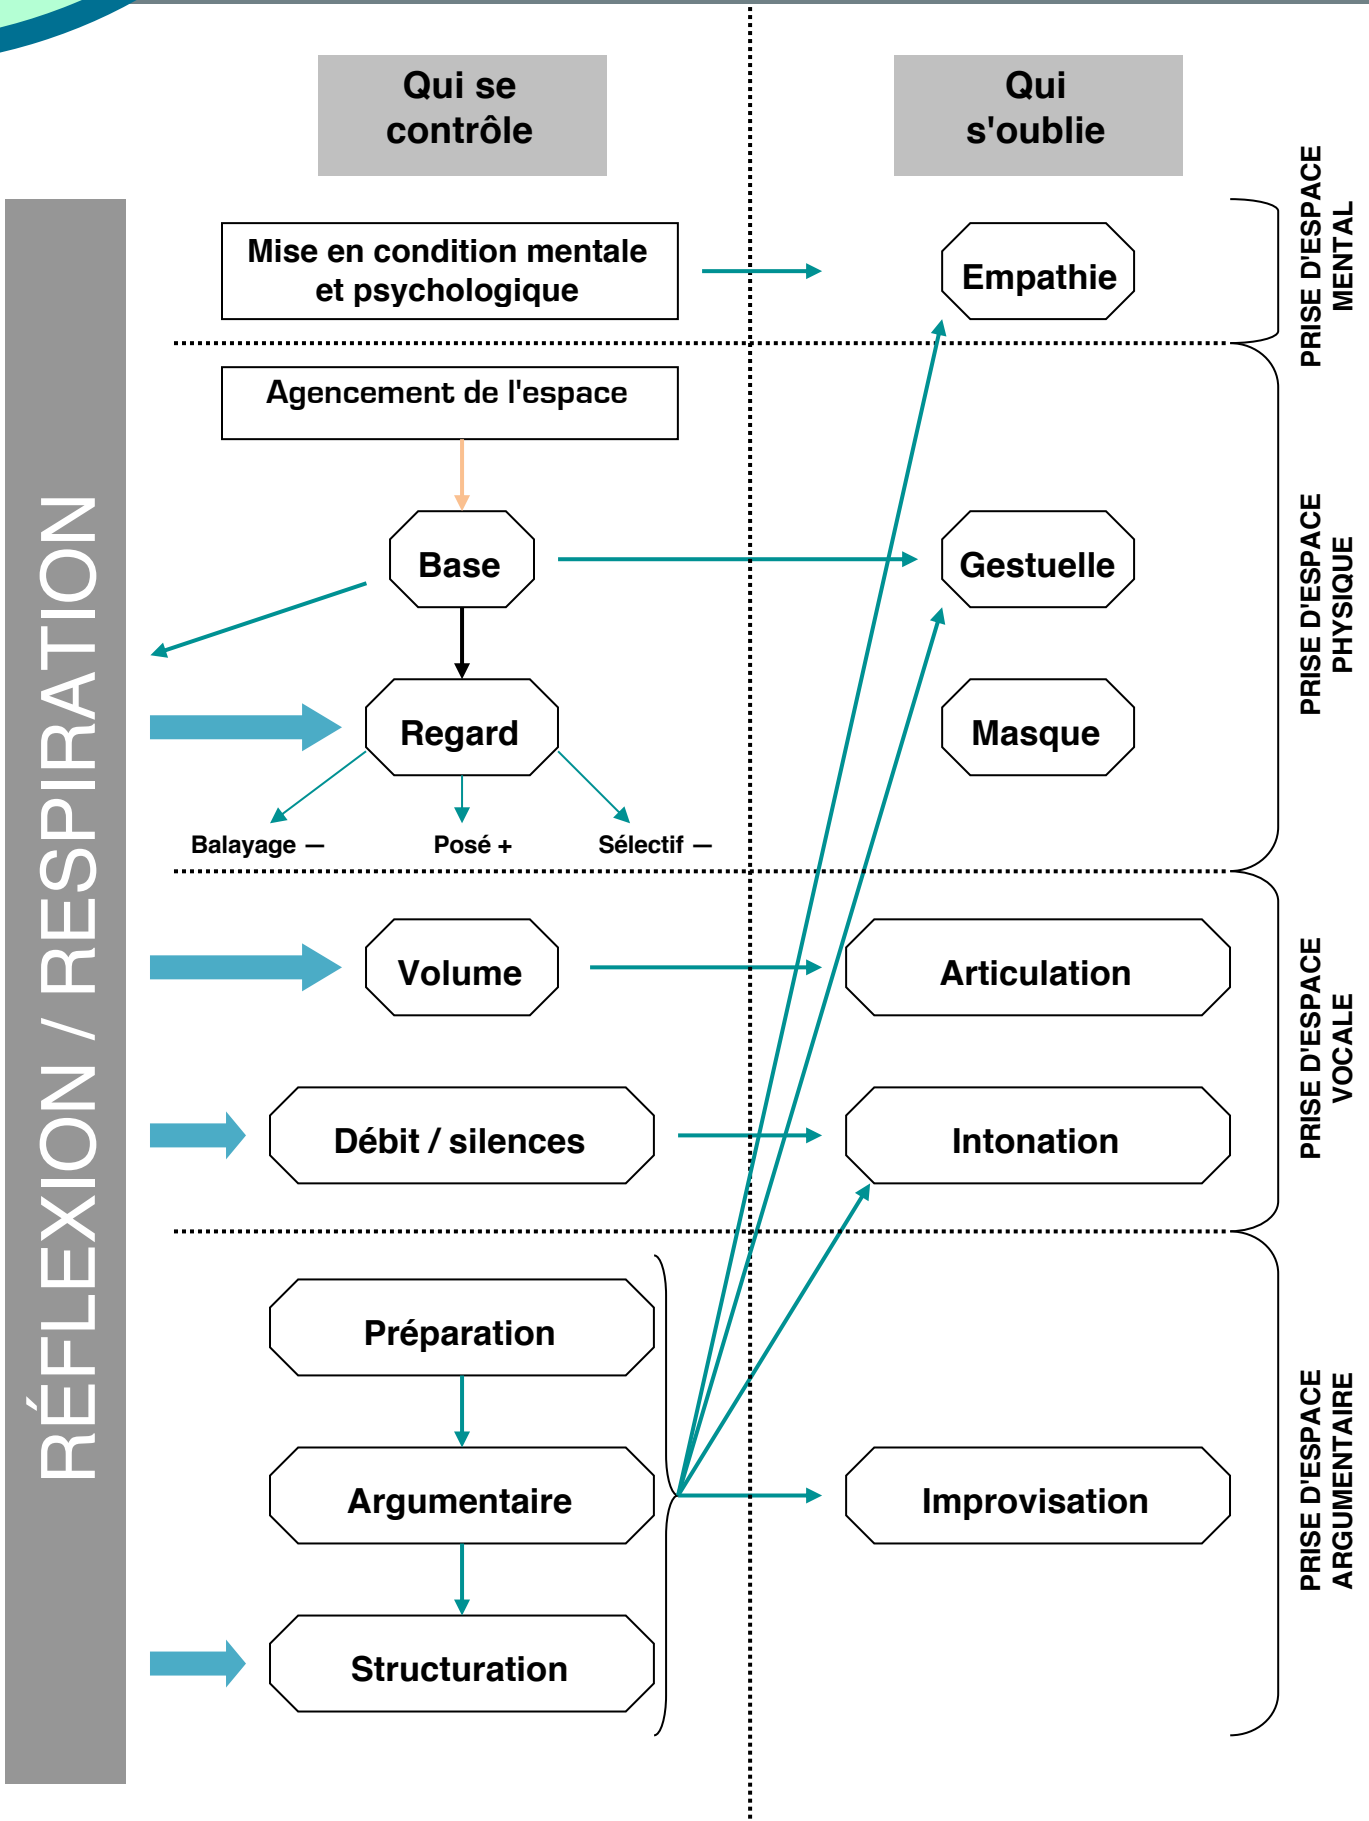 Qui se
contrôle
Qui
s'oublie
RÉFLEXION / RESPIRATION
Mise en condition mentale
et psychologique
Empathie
PRISE D'ESPACE
MENTAL
Agencement de l'espace
Base
Gestuelle
Regard
Masque
Balayage –
Posé +
Sélectif –
PRISE D'ESPACE
PHYSIQUE
Volume
Articulation
Débit / silences
Intonation
PRISE D'ESPACE
VOCALE
Préparation
Argumentaire
Improvisation
Structuration
PRISE D'ESPACE
ARGUMENTAIRE